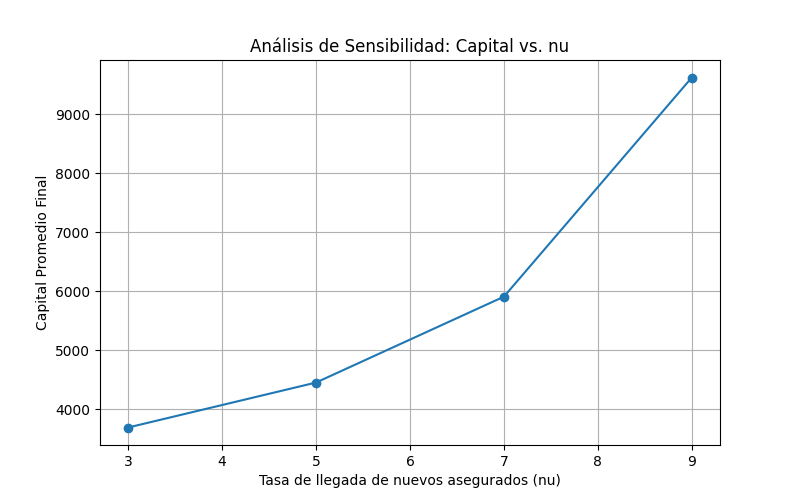 Análisis de Sensibilidad: Capital vs. nu
Capital Promedio Final
9000
8000
7000
6000
5000
4000
3 4 5 6 7 8 9
Tasa de llegada de nuevos asegurados (nu)